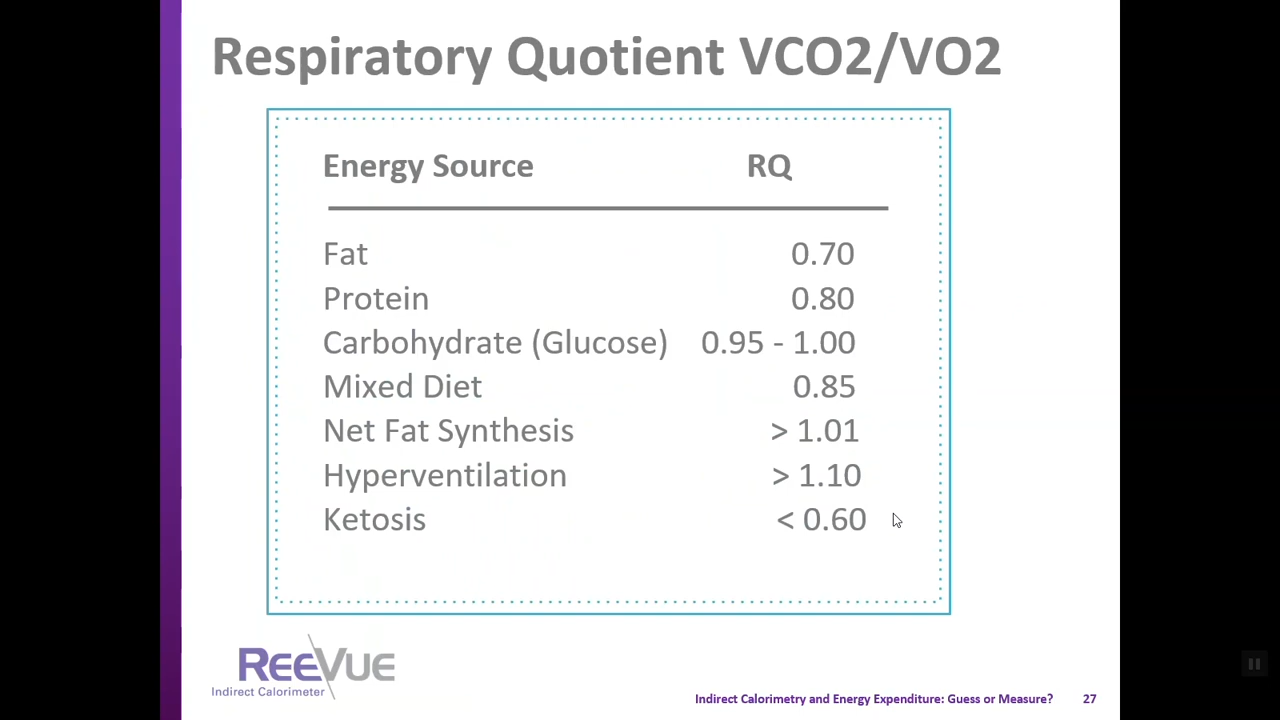 Respiratory Quotient VCO2/VO2
Energy Source RQ
Fat 0.70
Protein 0.80
Carbohydrate (Glucose) 0.95 - 1.00
Mixed Diet 0.85
Net Fat Synthesis > 1.01
Hyperventilation > 1.10
Ketosis < 0.60
REEVUE
Indirect Calorimeter
Indirect Calorimetry and Energy Expenditure: Guess or Measure? 27